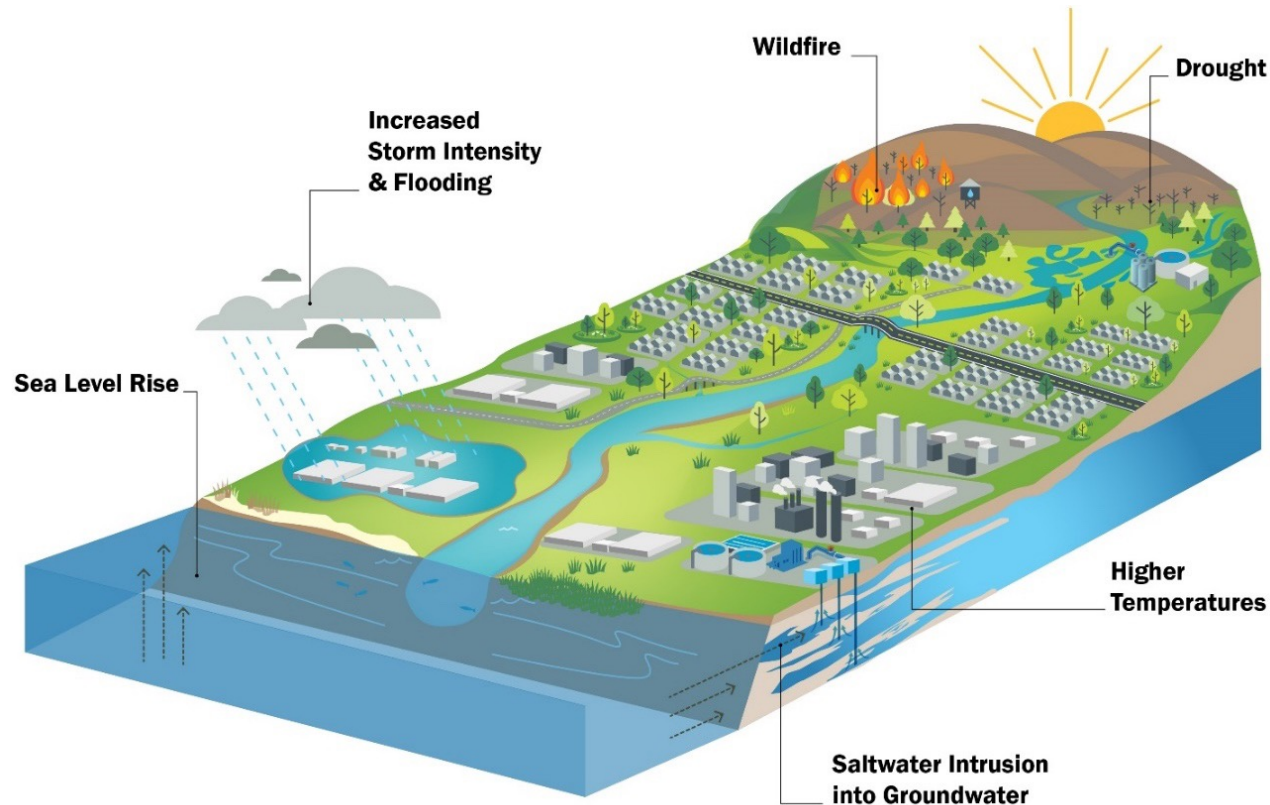 Wildfire
Drought
Increased
Storm Intensity
& Flooding
Sea Level Rise
Higher
Temperatures
Saltwater Intrusion
into Groundwater